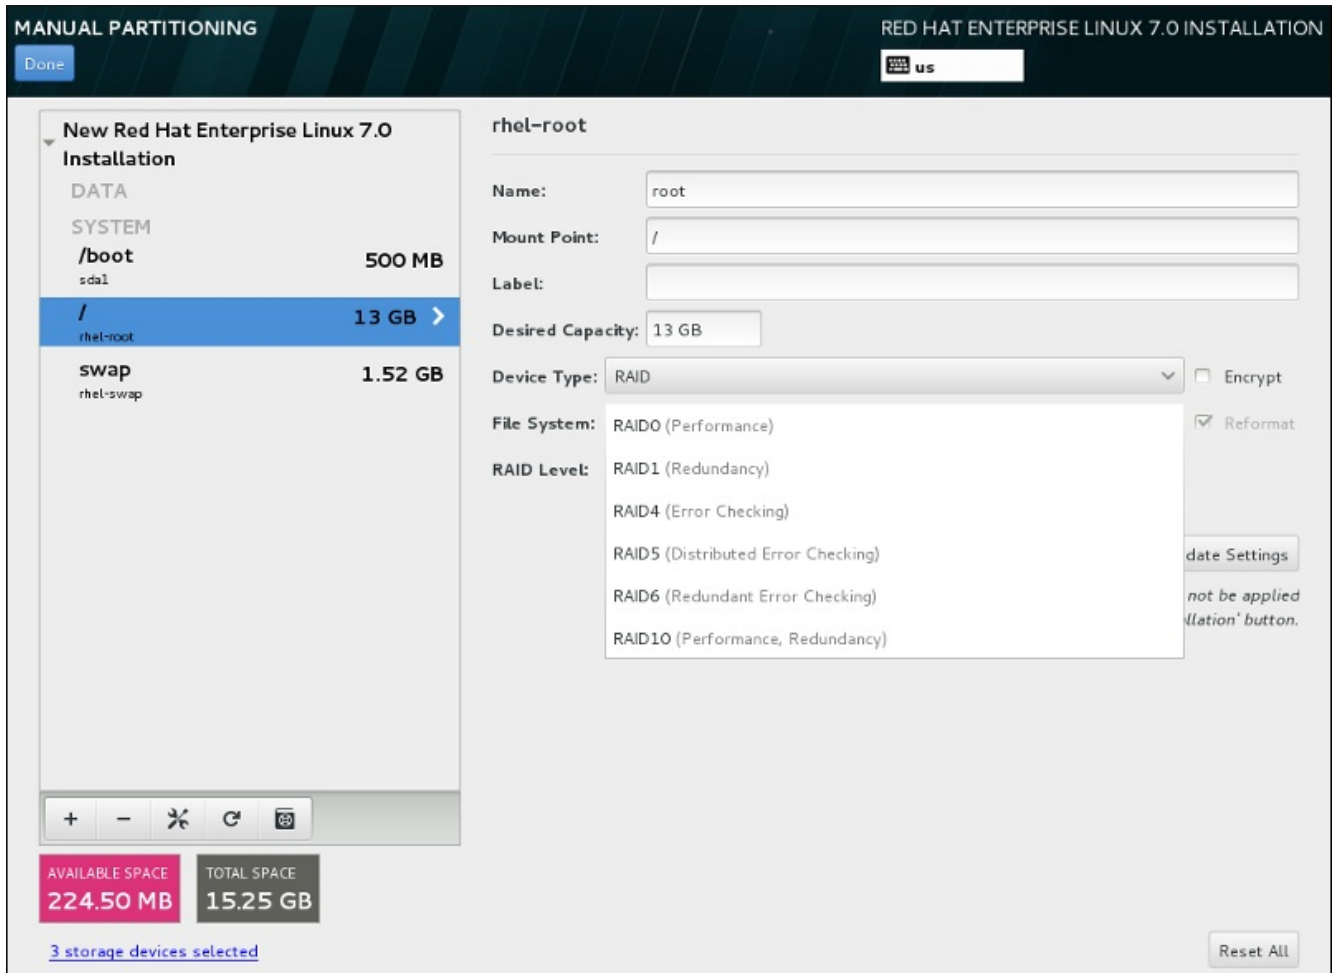 MANUAL PARTITIONING
RED HAT ENTERPRISE LINUX 7.0 INSTALLATION
Done
us
New Red Hat Enterprise Linux 7.0
Installation
DATA
SYSTEM
/boot
500 MB
sda1
/
13 GB
rhel-root
swap
1.52 GB
rhel-swap
rhel-root
Name:
root
Mount Point:
/
Label:
Desired Capacity:
13 GB
Device Type:
RAID
Encrypt
File System:
Reformat
RAID Level:
RAID0 (Performance)
RAID1 (Redundancy)
RAID4 (Error Checking)
RAID5 (Distributed Error Checking)
RAID6 (Redundant Error Checking)
RAID10 (Performance, Redundancy)
date Settings
not be applied
llation' button.
+
−
AVAILABLE SPACE
224.50 MB
TOTAL SPACE
15.25 GB
3 storage devices selected
Reset All